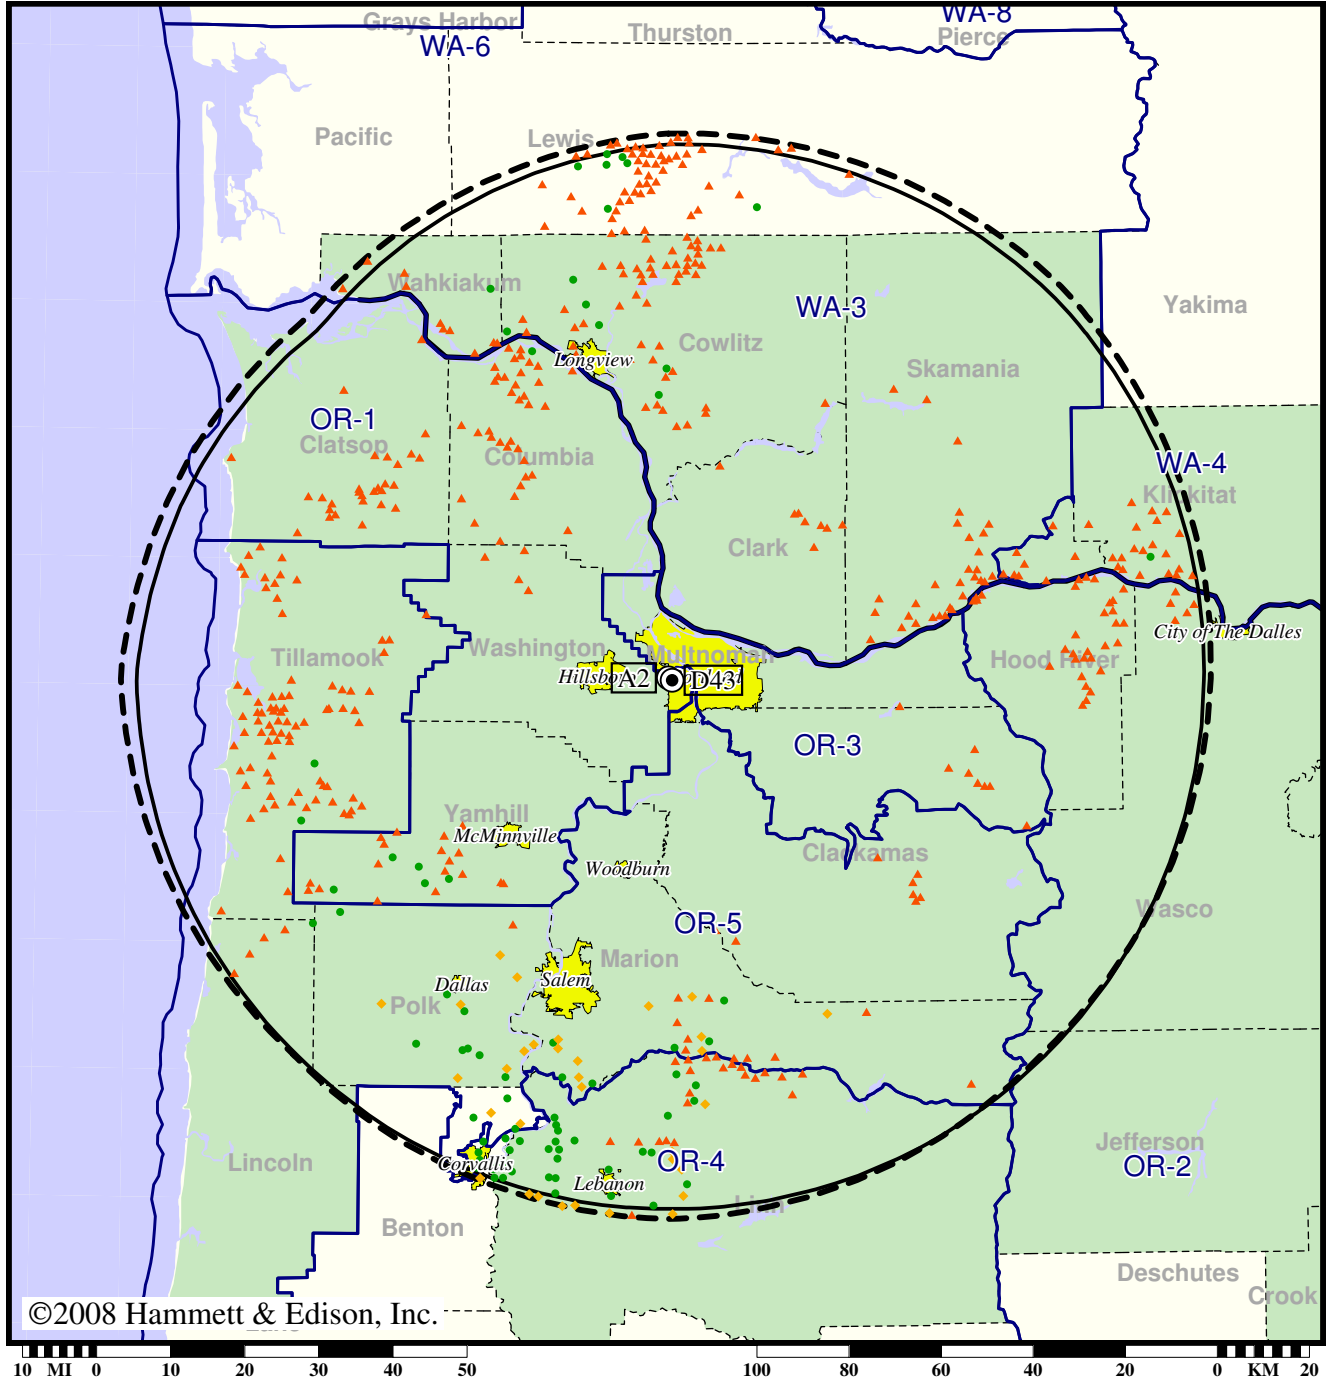 WA-8
Grays Harbor
Thurston
Pierce
WA-6
Pacific
Lewis
Wahkiakum
Yakima
WA-3
Cowlitz
Longview
Skamania
OR-1
Clatsop
Columbia
WA-4
Klickitat
Clark
City of The Dalles
Washington
Multnomah
Tillamook
Hood River
A2
D43
OR-3
Yamhill
McMinnville
Clackamas
Woodburn
Wasco
OR-5
Marion
Dallas
Salem
Polk
Jefferson
OR-4
OR-2
Lincoln
Corvallis
Lebanon
Linn
Benton
Deschutes
Crook
©2008 Hammett & Edison, Inc.
10 MI 0 10 20 30 40 50 100 80 60 40 20 0 KM 20